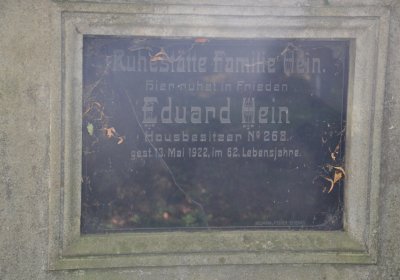 Ruhestätte Familie Hein.
Hier ruhet in Frieden
Eduard Hein
Hausbesitzer No 268.
gest. 13. Mai 1922, im 62. Lebensjahre.